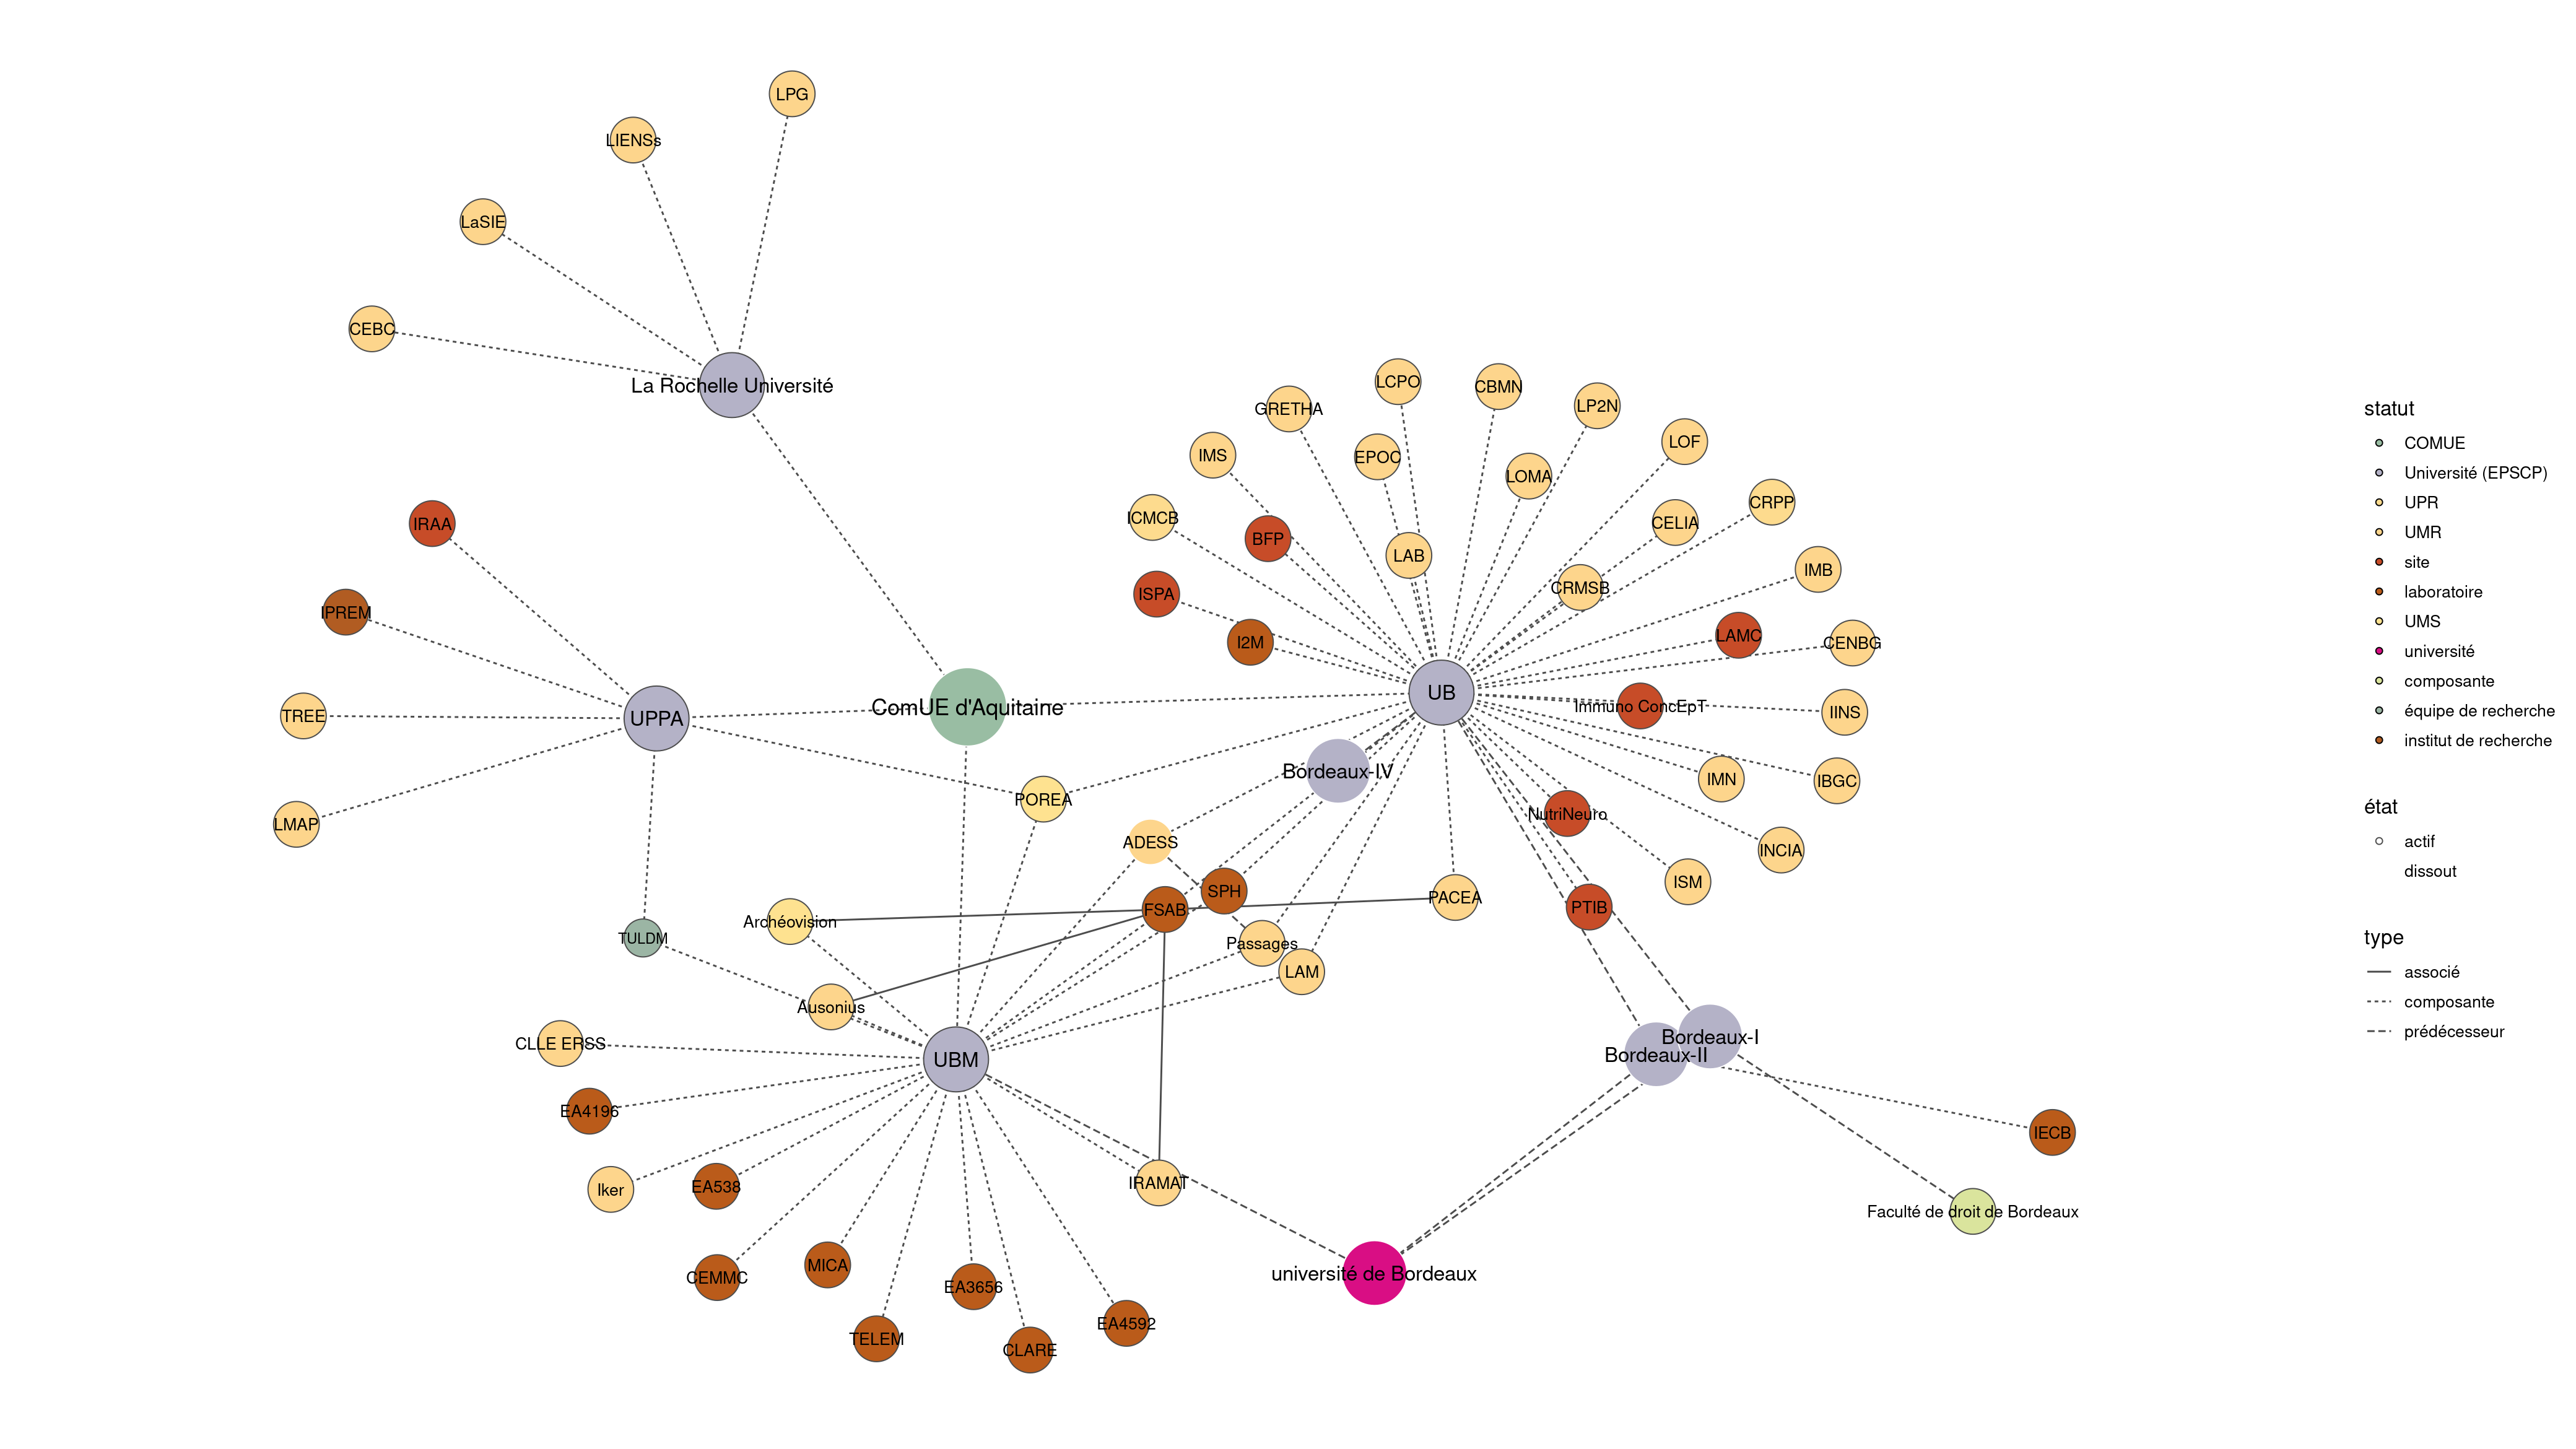 LPG
LIENSs
LaSIE
CEBC
La Rochelle Université
LCPO
CBMN
GRETHA
LP2N
LOF
IMS
EPOC
LOMA
CRPP
ICMCB
CELIA
IRAA
BFP
LAB
IMB
CRMSB
ISPA
IPREM
LAMC
I2M
CENBG
UB
Immuno ConcEpT
ComUE d'Aquitaine
IINS
TREE
UPPA
Bordeaux-IV
IMN
IBGC
POREA
NutriNeuro
LMAP
ADESS
INCIA
ISM
SPH
PACEA
PTIB
FSAB
Archéovision
TULDM
Passages
LAM
Ausonius
Bordeaux-I
CLLE ERSS
Bordeaux-II
UBM
EA4196
IECB
IRAMAT
EA538
Iker
Faculté de droit de Bordeaux
MICA
université de Bordeaux
CEMMC
EA3656
EA4592
TELEM
CLARE
statut
COMUE
Université (EPSCP)
UPR
UMR
site
laboratoire
UMS
université
composante
équipe de recherche
institut de recherche
état
actif
dissout
type
associé
composante
prédécesseur